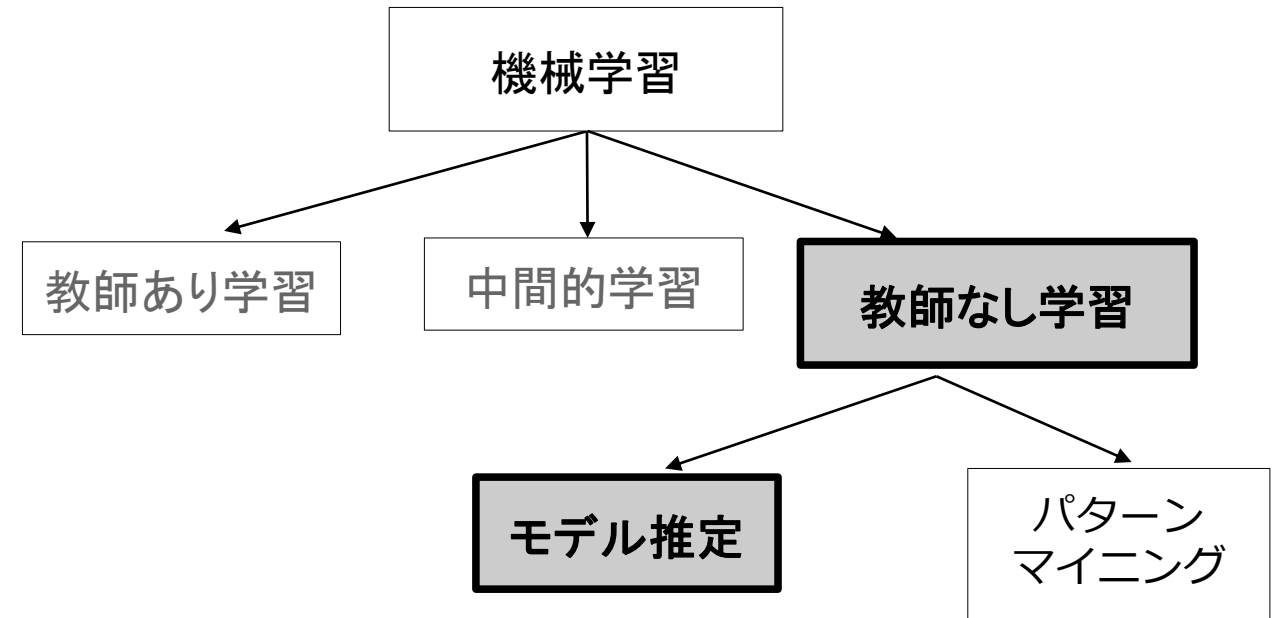 機械学習
教師あり学習
中間的学習
教師なし学習
モデル推定
パターン
マイニング